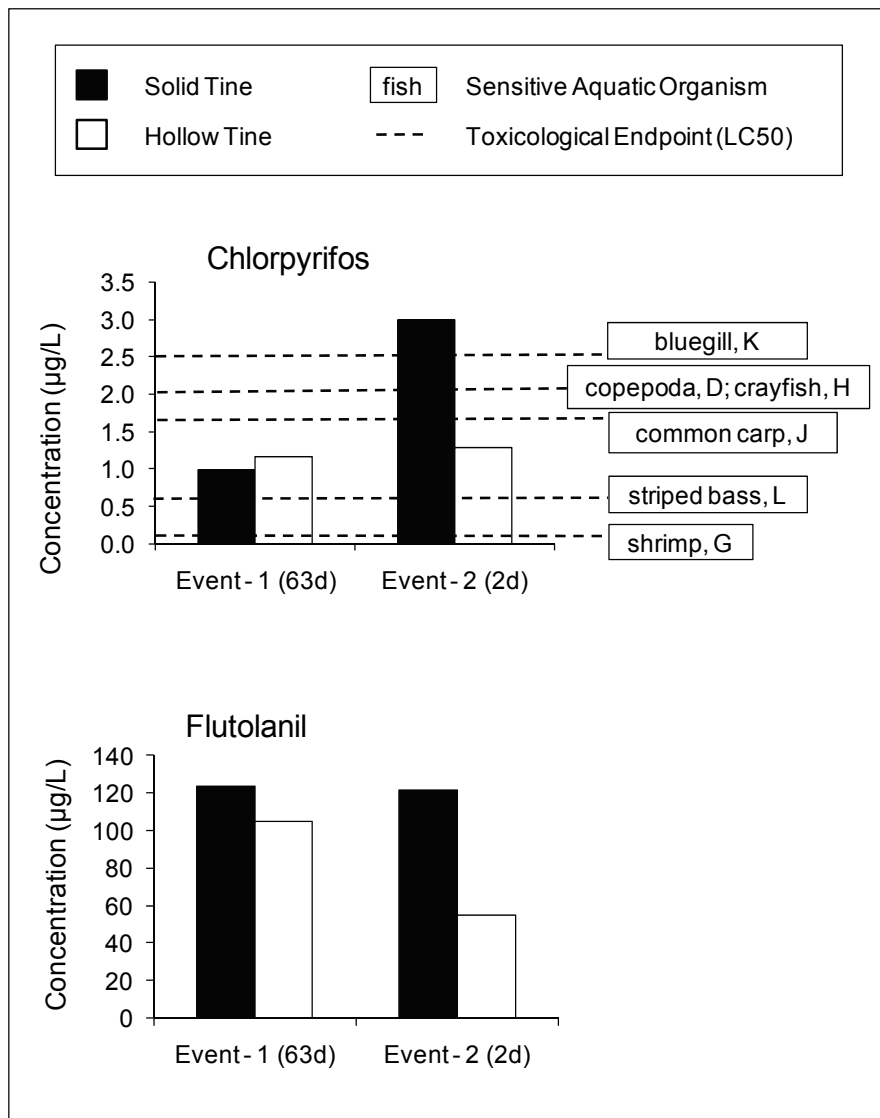 Solid Tine
fish Sensitive Aquatic Organism
Hollow Tine
Toxicological Endpoint (LC50)
Chlorpyrifos
Concentration (µg/L)
3.5
3.0
2.5
2.0
1.5
1.0
0.5
0.0
bluegill, K
copepoda, D; crayfish, H
common carp, J
striped bass, L
shrimp, G
Event - 1 (63d) Event - 2 (2d)
Flutolanil
Concentration (µg/L)
140
120
100
80
60
40
20
0
Event - 1 (63d) Event - 2 (2d)